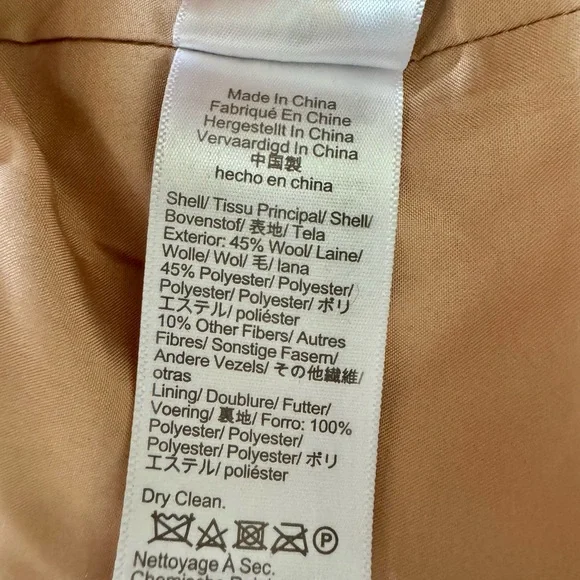 Made In China
Fabriqué En Chine
Hergestellt In China
Vervaardigd In China
中国製
hecho en china
Shell/ Tissu Principal/ Shell/
Bovenstof/ 表地/ Tela
Exterior: 45% Wool/ Laine/
Wolle/ Wol/ 毛/ lana
45% Polyester/ Polyester/
Polyester/ Polyester/ ポリ
エステル/ poliéster
10% Other Fibers/ Autres
Fibres/ Sonstige Fasern/
Andere Vezels/ その他繊維/
otras
Lining/ Doublure/ Futter/
Voering/ 裏地/ Forro: 100%
Polyester/ Polyester/
Polyester/ Polyester/ ポリ
エステル/ poliéster
Dry Clean.
P
Nettoyage À Sec.